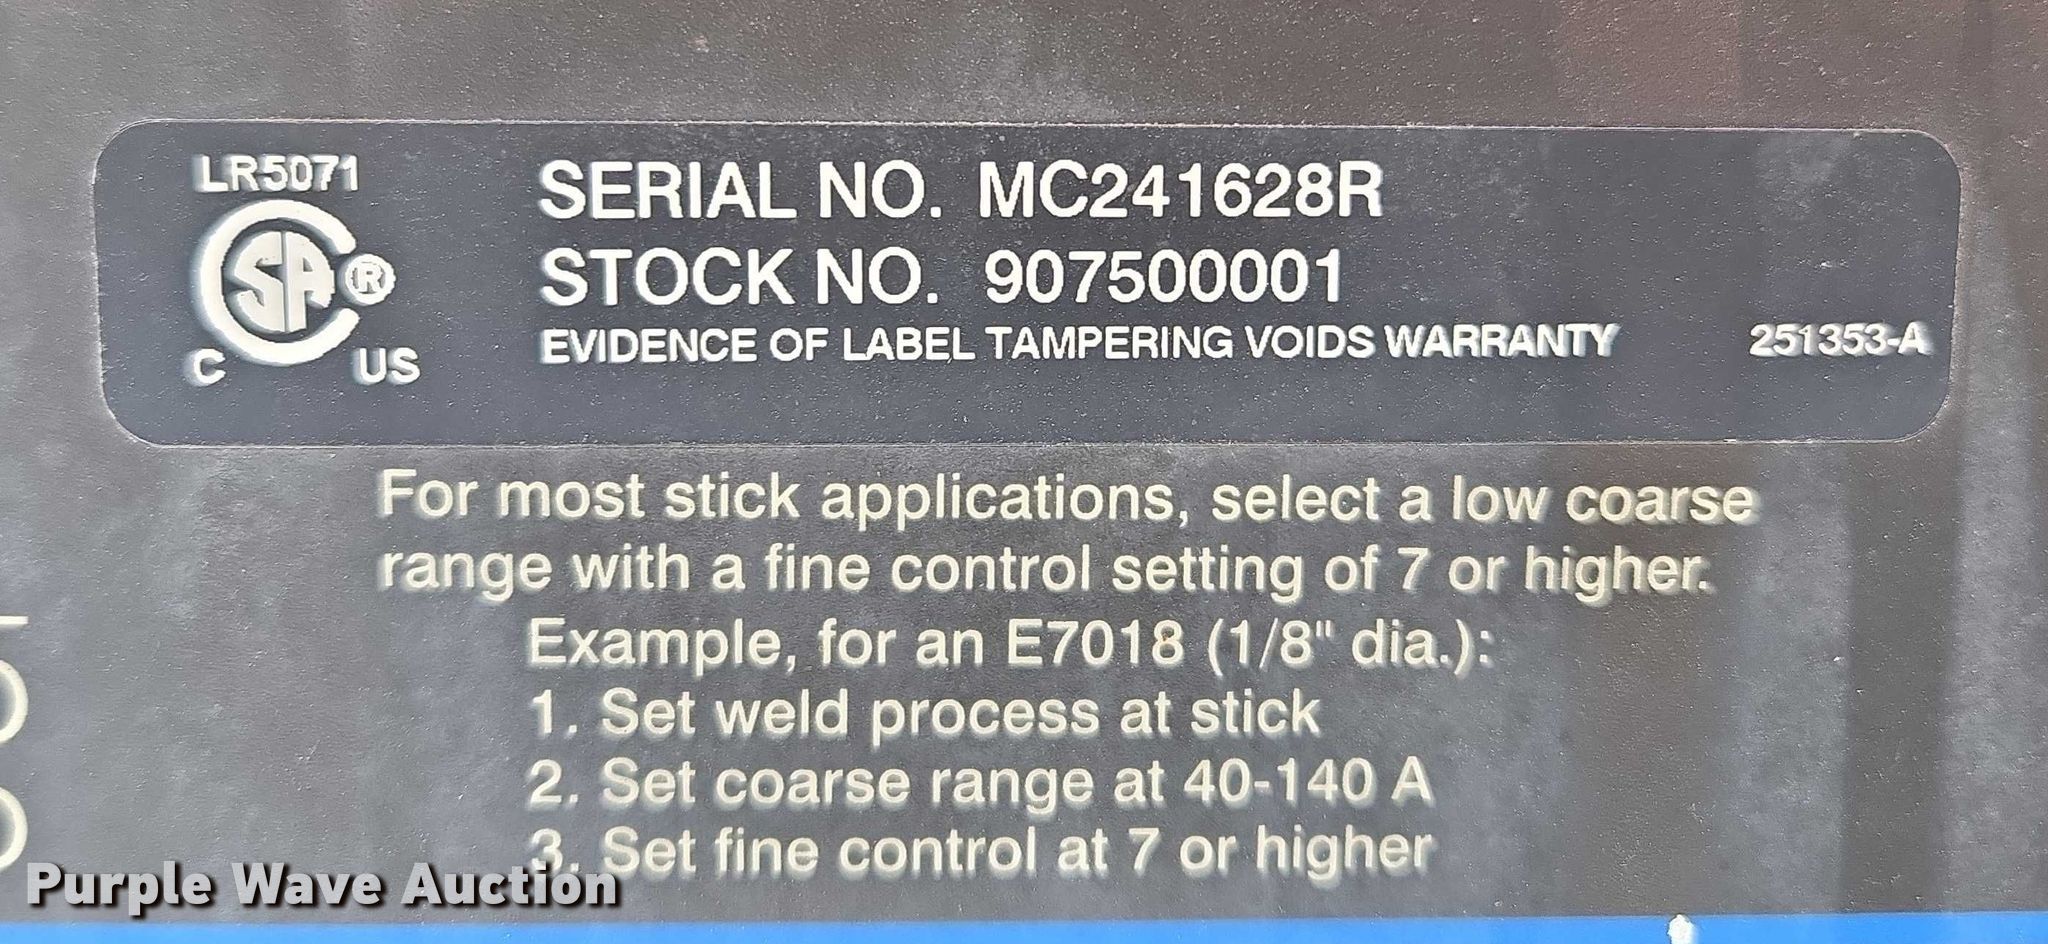 LR5071
CSA®
C US
SERIAL NO. MC241628R
STOCK NO. 907500001
EVIDENCE OF LABEL TAMPERING VOIDS WARRANTY 251353-A
For most stick applications, select a low coarse
range with a fine control setting of 7 or higher.
Example, for an E7018 (1/8" dia.):
1. Set weld process at stick
2. Set coarse range at 40-140 A
3. Set fine control at 7 or higher
Purple Wave Auction